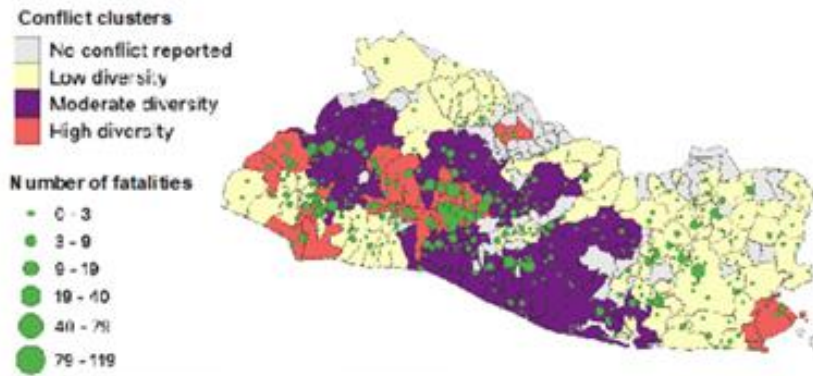 Conflict clusters
No conflict reported
Low diversity
Moderate diversity
High diversity
Number of fatalities
0 - 3
3 - 9
9 - 19
19 - 40
40 - 79
79 - 119